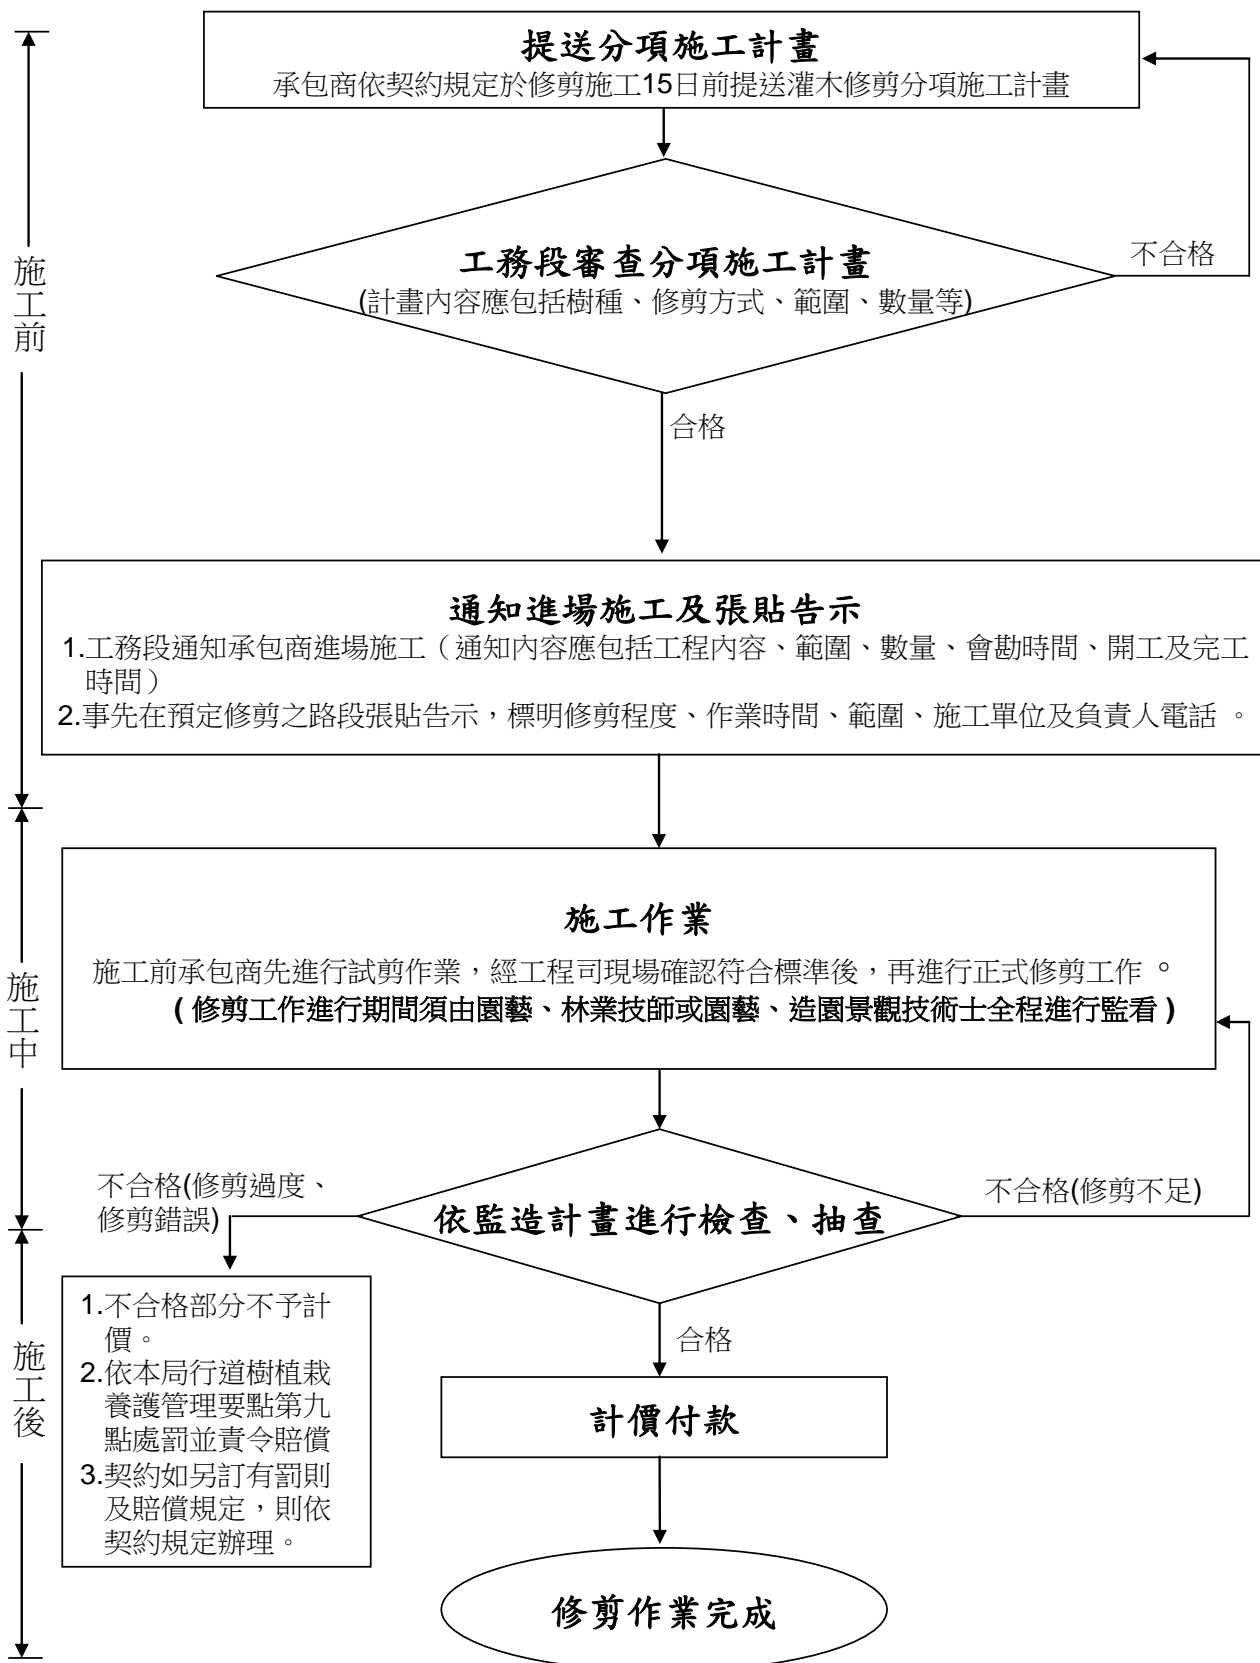 提送分項施工計畫
承包商依契約規定於修剪施工15日前提送灌木修剪分項施工計畫
工務段審查分項施工計畫
(計畫內容應包括樹種、修剪方式、範圍、數量等)
不合格
施工前
合格
通知進場施工及張貼告示
1.工務段通知承包商進場施工（通知內容應包括工程內容、範圍、數量、會勘時間、開工及完工
時間）
2.事先在預定修剪之路段張貼告示，標明修剪程度、作業時間、範圍、施工單位及負責人電話 。
施工作業
施工前承包商先進行試剪作業，經工程司現場確認符合標準後，再進行正式修剪工作 。
( 修剪工作進行期間須由園藝、林業技師或園藝、造園景觀技術士全程進行監看 )
施工中
不合格(修剪過度、
修剪錯誤)
依監造計畫進行檢查、抽查
不合格(修剪不足)
1.不合格部分不予計
價。
2.依本局行道樹植栽
養護管理要點第九
點處罰並責令賠償
3.契約如另訂有罰則
及賠償規定，則依
契約規定辦理。
施工後
合格
計價付款
修剪作業完成